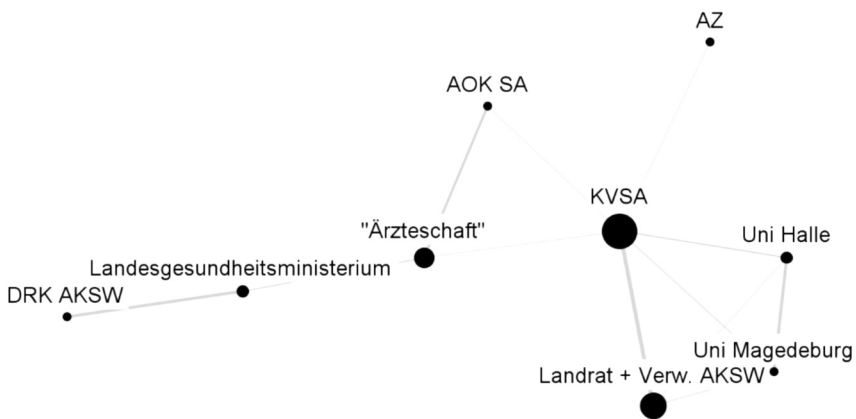 AZ
AOK SA
KVSA
"Ärzteschaft"
Uni Halle
Landesgesundheitsministerium
DRK AKSW
Uni Magedeburg
Landrat + Verw. AKSW